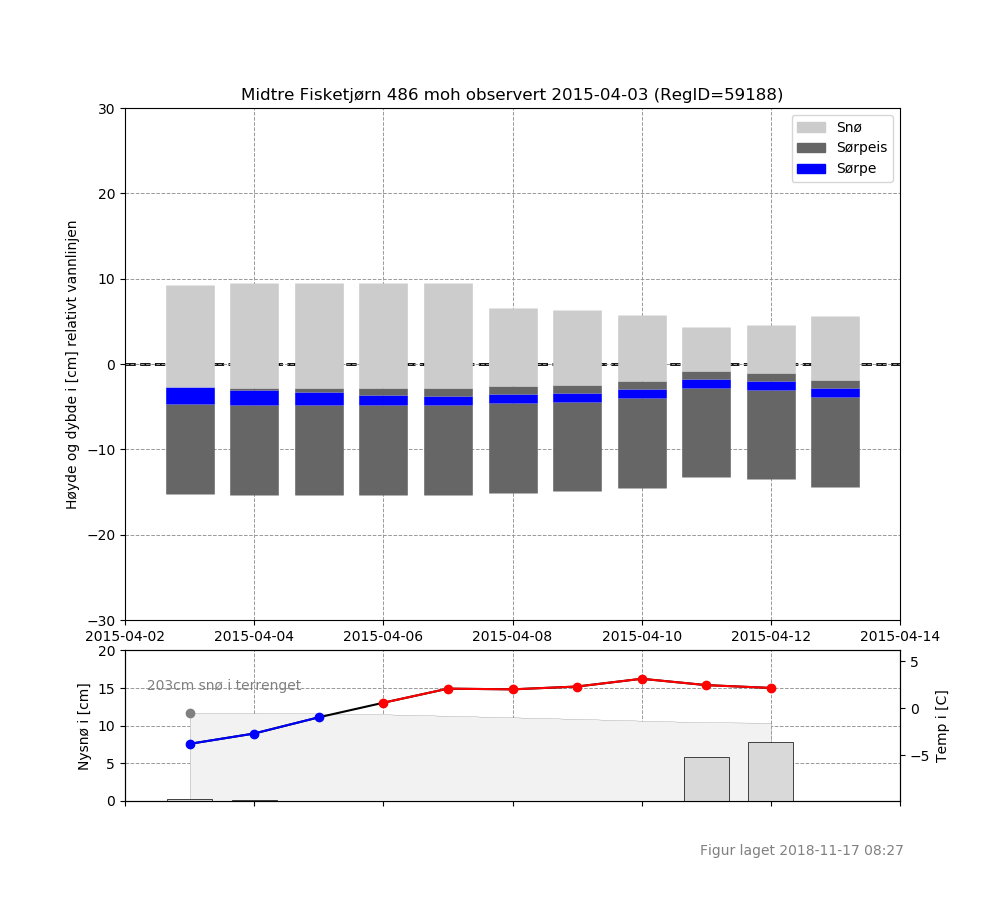 Midtre Fisketjørn 486 moh observert 2015-04-03 (RegID=59188)
Høyde og dybde i [cm] relativt vannlinjen
30
20
10
0
−10
−20
−30
Snø
Sørpeis
Sørpe
2015-04-02 2015-04-04 2015-04-06 2015-04-08 2015-04-10 2015-04-12 2015-04-14
Nysnø i [cm]
20
15
10
5
0
203cm snø i terrenget
5
0
−5
Temp i [C]
Figur laget 2018-11-17 08:27